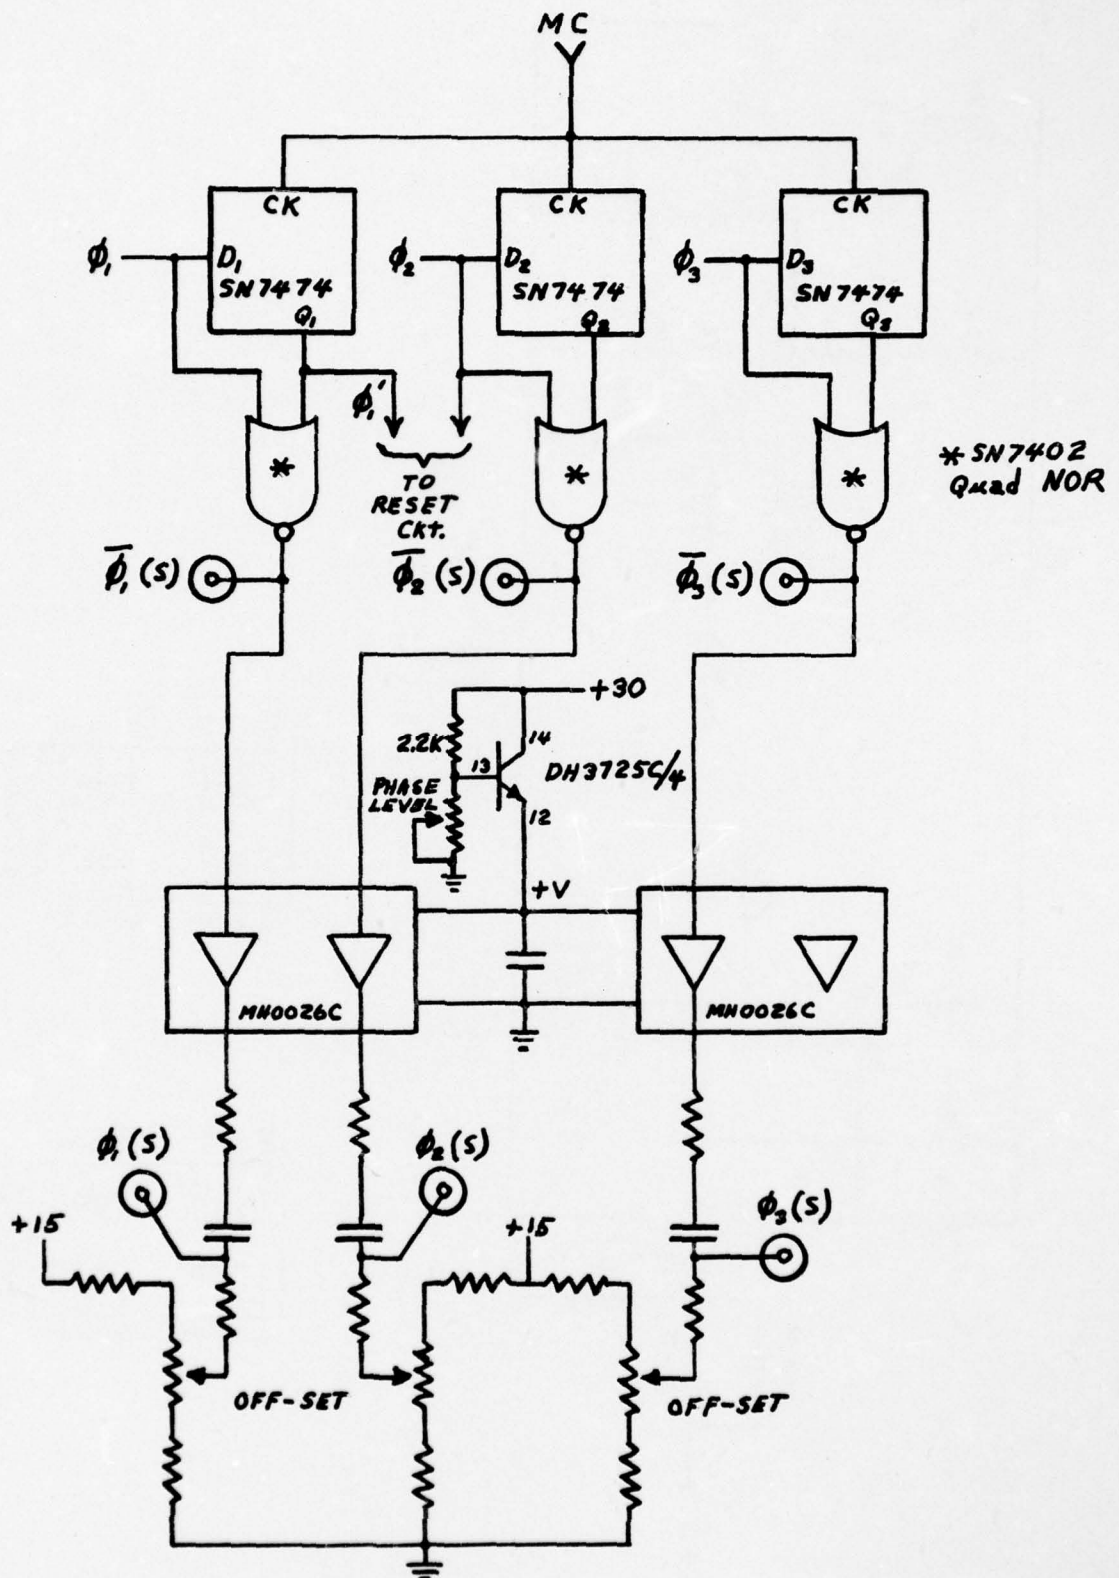 MC
CK
CK
CK
ϕ₁
D₁
SN7474
Q₁
ϕ₂
D₂
SN7474
Q₂
ϕ₃
D₃
SN7474
Q₃
ϕ₁′
*
*
*
TO
RESET
CKT.
* SN7402
Quad NOR
ϕ̅₁(S)
ϕ̅₂(S)
ϕ̅₃(S)
+30
2.2K
14
13
DH3725C/4
PHASE
LEVEL
12
+V
MH0026C
MH0026C
ϕ₁(S)
ϕ₂(S)
ϕ₃(S)
+15
+15
OFF-SET
OFF-SET